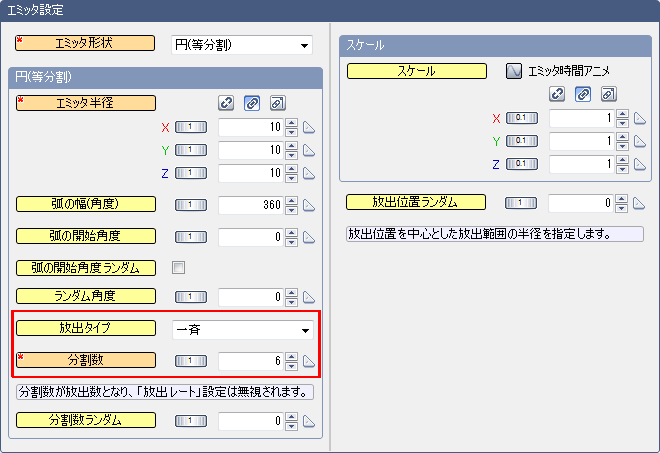 エミッタ設定
*エミッタ形状 円(等分割)
円(等分割)
*エミッタ半径
X 1 10
Y 1 10
Z 1 10
弧の幅(角度) 1 360
弧の開始角度 1 0
弧の開始角度ランダム
ランダム角度 1 0
放出タイプ 一斉
*分割数 1 6
分割数が放出数となり、「放出レート」設定は無視されます。
分割数ランダム 1 0
スケール
スケール エミッタ時間アニメ
X 0.1 1
Y 0.1 1
Z 0.1 1
放出位置ランダム 1 0
放出位置を中心とした放出範囲の半径を指定します。